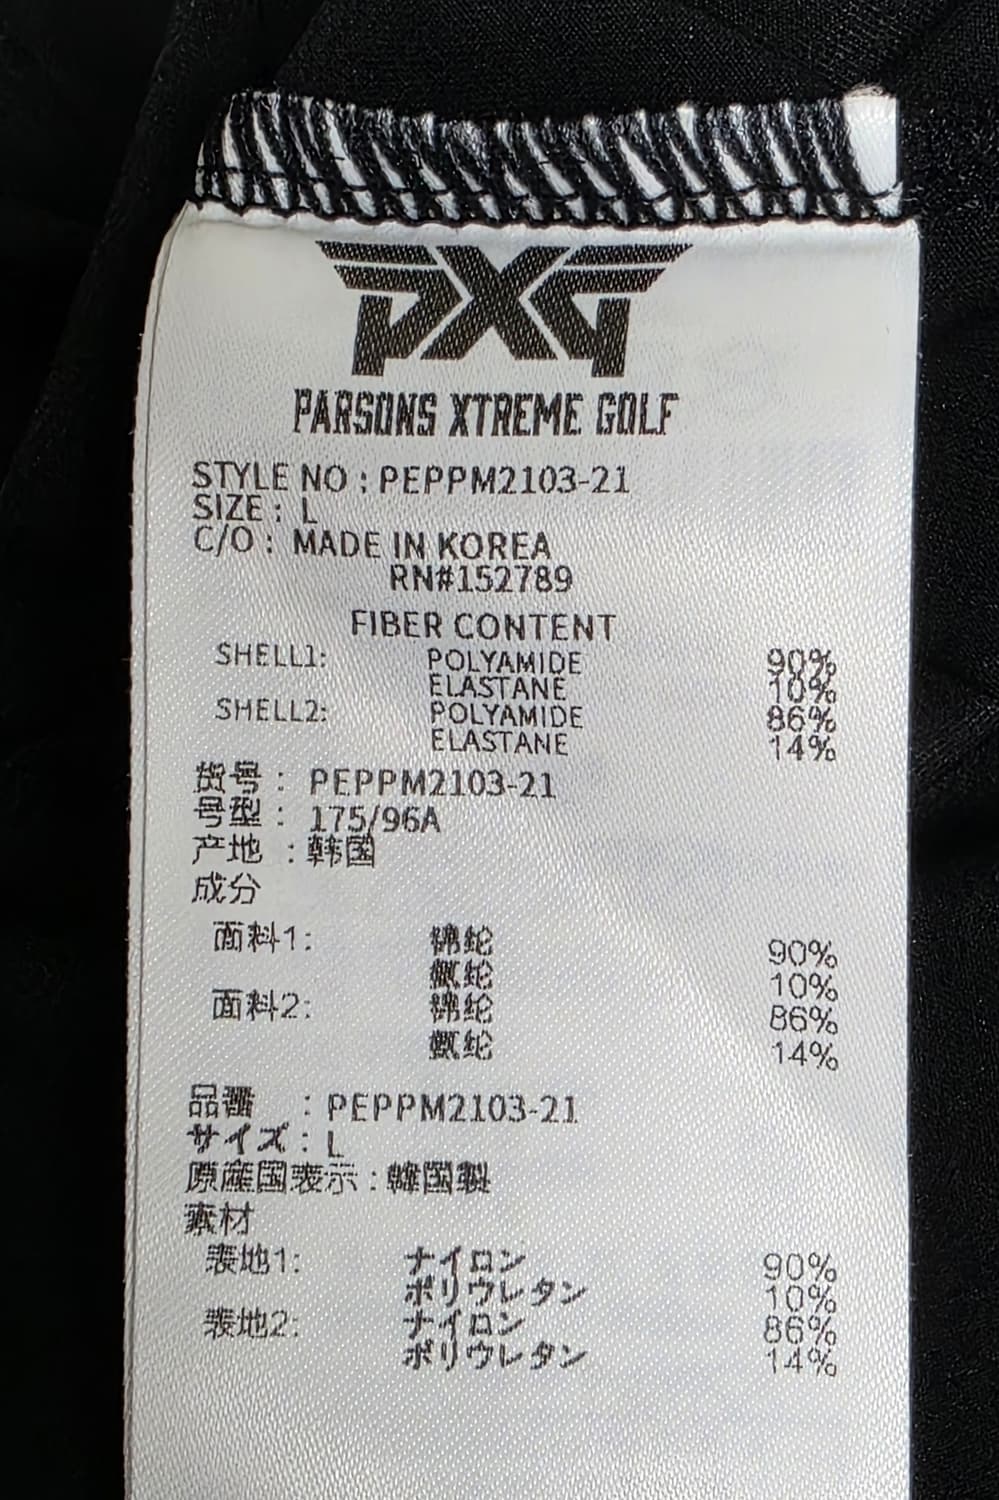 PXG
PARSONS XTREME GOLF
STYLE NO : PEPPM2103-21
SIZE : L
C/O : MADE IN KOREA
RN#152789
FIBER CONTENT
SHELL1: POLYAMIDE 90%
ELASTANE 10%
SHELL2: POLYAMIDE 86%
ELASTANE 14%
货号 : PEPPM2103-21
号型 : 175/96A
产地 : 韩国
成分
面料1: 锦纶 90%
氨纶 10%
面料2: 锦纶 86%
氨纶 14%
品番 : PEPPM2103-21
サイズ : L
原産国表示 : 韓国製
素材
表地1: ナイロン 90%
ポリウレタン 10%
表地2: ナイロン 86%
ポリウレタン 14%